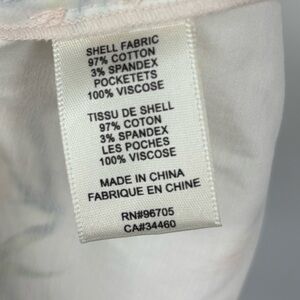 SHELL FABRIC
97% COTTON
3% SPANDEX
POCKETETS
100% VISCOSE
TISSU DE SHELL
97% COTON
3% SPANDEX
LES POCHES
100% VISCOSE
MADE IN CHINA
FABRIQUE EN CHINE
RN#96705
CA#34460